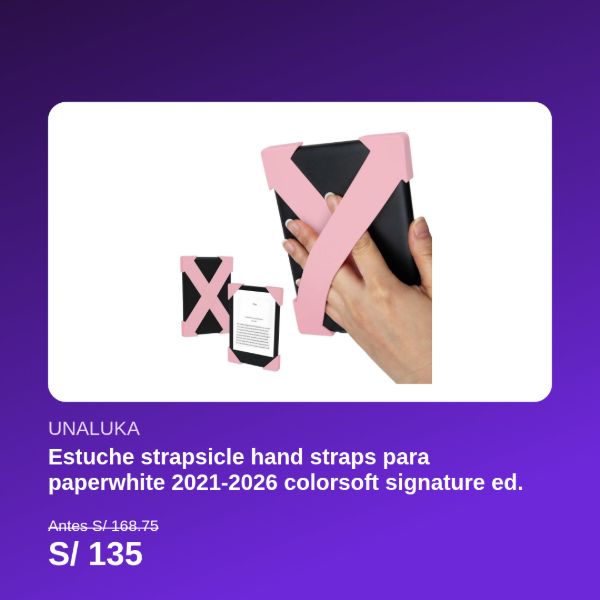 UNALUKA
Estuche strapsicle hand straps para
paperwhite 2021-2026 colorsoft signature ed.
Antes S/ 168.75
S/ 135